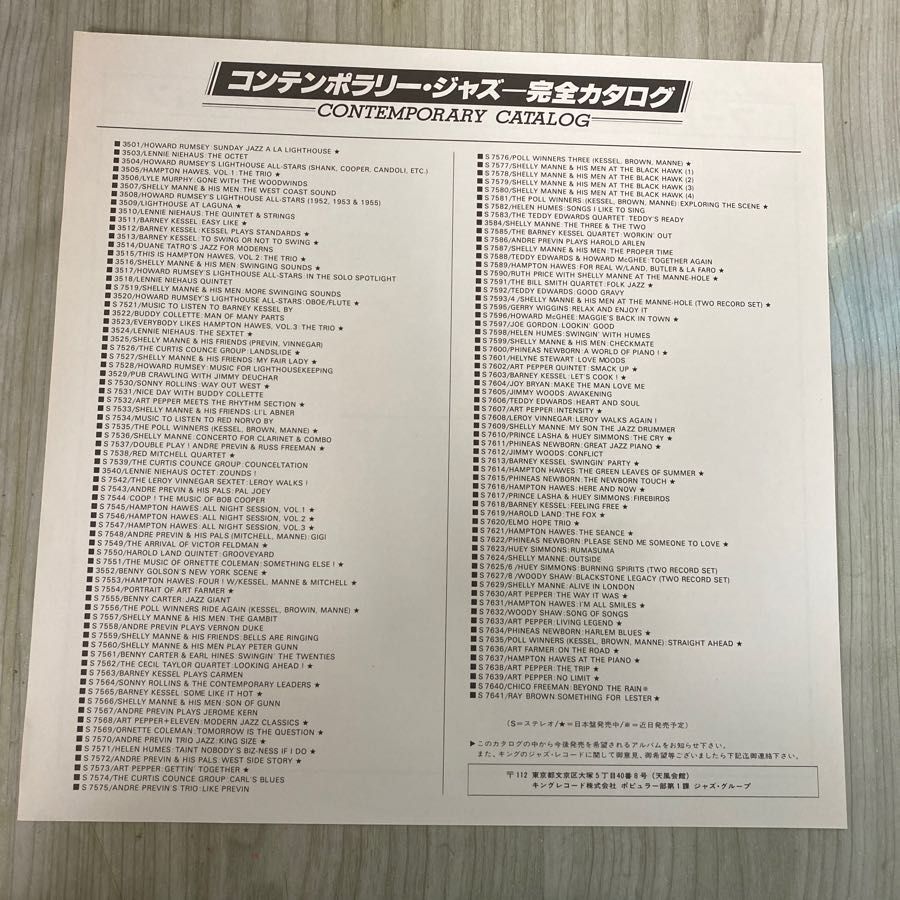 コンテンポラリー・ジャズ—完全カタログ
CONTEMPORARY CATALOG
■ 3501/HOWARD RUMSEY:SUNDAY JAZZ A LA LIGHTHOUSE ★
■ 3503/LENNIE NIEHAUS:THE OCTET
■ 3504/HOWARD RUMSEY'S LIGHTHOUSE ALL-STARS (SHANK, COOPER, CANDOLI, ETC.)
■ 3505/HAMPTON HAWES, VOL.1:THE TRIO ★
■ 3506/LYLE MURPHY:GONE WITH THE WOODWINDS
■ 3507/SHELLY MANNE & HIS MEN:THE WEST COAST SOUND
■ 3508/HOWARD RUMSEY'S LIGHTHOUSE ALL-STARS (1952, 1953 & 1955)
■ 3509/LIGHTHOUSE AT LAGUNA ★
■ 3510/LENNIE NIEHAUS:THE QUINTET & STRINGS
■ 3511/BARNEY KESSEL:EASY LIKE ★
■ 3512/BARNEY KESSEL:KESSEL PLAYS STANDARDS ★
■ 3513/BARNEY KESSEL:TO SWING OR NOT TO SWING ★
■ 3514/DUANE TATRO'S JAZZ FOR MODERNS
■ 3515/THIS IS HAMPTON HAWES, VOL.2:THE TRIO ★
■ 3516/SHELLY MANNE & HIS MEN:SWINGING SOUNDS ★
■ 3517/HOWARD RUMSEY'S LIGHTHOUSE ALL-STARS:IN THE SOLO SPOTLIGHT
■ 3518/LENNIE NIEHAUS QUINTET
■ S 7519/SHELLY MANNE & HIS MEN:MORE SWINGING SOUNDS
■ 3520/HOWARD RUMSEY'S LIGHTHOUSE ALL-STARS:OBOE/FLUTE ★
■ S 7521/MUSIC TO LISTEN TO BARNEY KESSEL BY
■ 3522/BUDDY COLLETTE:MAN OF MANY PARTS
■ 3523/EVERYBODY LIKES HAMPTON HAWES, VOL.3:THE TRIO ★
■ 3524/LENNIE NIEHAUS:THE SEXTET ★
■ 3525/SHELLY MANNE & HIS FRIENDS (PREVIN, VINNEGAR)
■ S 7526/THE CURTIS COUNCE GROUP:LANDSLIDE ★
■ S 7527/SHELLY MANNE & HIS FRIENDS:MY FAIR LADY ★
■ S 7528/HOWARD RUMSEY:MUSIC FOR LIGHTHOUSEKEEPING
■ 3529/PUB CRAWLING WITH JIMMY DEUCHAR
■ S 7530/SONNY ROLLINS:WAY OUT WEST ★
■ S 7531/NICE DAY WITH BUDDY COLLETTE
■ S 7532/ART PEPPER MEETS THE RHYTHM SECTION ★
■ S 7533/SHELLY MANNE & HIS FRIENDS:LI'L ABNER
■ S 7534/MUSIC TO LISTEN TO RED NORVO BY
■ S 7535/THE POLL WINNERS (KESSEL, BROWN, MANNE) ★
■ S 7536/SHELLY MANNE:CONCERTO FOR CLARINET & COMBO
■ S 7537/DOUBLE PLAY! ANDRE PREVIN & RUSS FREEMAN ★
■ S 7538/RED MITCHELL QUARTET ★
■ S 7539/THE CURTIS COUNCE GROUP:COUNCELTATION
■ 3540/LENNIE NIEHAUS OCTET:ZOUNDS!
■ S 7542/THE LEROY VINNEGAR SEXTET:LEROY WALKS!
■ S 7543/ANDRE PREVIN & HIS PALS:PAL JOEY
■ S 7544/COOP! THE MUSIC OF BOB COOPER
■ S 7545/HAMPTON HAWES:ALL NIGHT SESSION, VOL.1 ★
■ S 7546/HAMPTON HAWES:ALL NIGHT SESSION, VOL.2 ★
■ S 7547/HAMPTON HAWES:ALL NIGHT SESSION, VOL.3 ★
■ S 7548/ANDRE PREVIN & HIS PALS (MITCHELL, MANNE):GIGI
■ S 7549/THE ARRIVAL OF VICTOR FELDMAN ★
■ S 7550/HAROLD LAND QUINTET:GROOVEYARD
■ S 7551/THE MUSIC OF ORNETTE COLEMAN:SOMETHING ELSE! ★
■ 3552/BENNY GOLSON'S NEW YORK SCENE ★
■ S 7553/HAMPTON HAWES:FOUR! W/KESSEL, MANNE & MITCHELL ★
■ S 7554/PORTRAIT OF ART FARMER ★
■ S 7555/BENNY CARTER:JAZZ GIANT
■ S 7556/THE POLL WINNERS RIDE AGAIN (KESSEL, BROWIN, MANNE) ★
■ S 7557/SHELLY MANNE & HIS MEN:THE GAMBIT
■ S 7558/ANDRE PREVIN PLAYS VERNON DUKE
■ S 7559/SHELLY MANNE & HIS FRIENDS:BELLS ARE RINGING
■ S 7560/SHELLY MANNE & HIS MEN PLAY PETER GUNN
■ S 7561/BENNY CARTER & EARL HINES:SWINGIN' THE TWENTIES
■ S 7562/THE CECIL TAYLOR QUARTET:LOOKING AHEAD! ★
■ S 7563/BARNEY KESSEL PLAYS CARMEN
■ S 7564/SONNY ROLLINS & THE CONTEMPORARY LEADERS ★
■ S 7565/BARNEY KESSEL:SOME LIKE IT HOT ★
■ S 7566/SHELLY MANNE & HIS MEN:SON OF GUNN
■ S 7567/ANDRE PREVIN PLAYS JEROME KERN
■ S 7568/ART PEPPER+ELEVEN:MODERN JAZZ CLASSICS ★
■ S 7569/ORNETTE COLEMAN:TOMORROW IS THE QUESTION ★
■ S 7570/ANDRE PREVIN TRIO JAZZ:KING SIZE ★
■ S 7571/HELEN HUMES:TAINT NOBODY'S BIZ-NESS IF I DO ★
■ S 7572/ANDRE PREVIN & HIS PALS:WEST SIDE STORY ★
■ S 7573/ART PEPPER:GETTIN' TOGETHER ★
■ S 7574/THE CURTIS COUNCE GROUP:CARL'S BLUES
■ S 7575/ANDRE PREVIN'S TRIO:LIKE PREVIN
■ S 7576/POLL WINNERS THREE (KESSEL, BROWN, MANNE) ★
■ S 7577/SHELLY MANNE & HIS MEN AT THE BLACK HAWK (1)
■ S 7578/SHELLY MANNE & HIS MEN AT THE BLACK HAWK (2)
■ S 7579/SHELLY MANNE & HIS MEN AT THE BLACK HAWK (3)
■ S 7580/SHELLY MANNE & HIS MEN AT THE BLACK HAWK (4)
■ S 7581/THE POLL WINNERS:(KESSEL, BROWN, MANNE):EXPLORING THE SCENE ★
■ S 7582/HELEN HUMES:SONGS I LIKE TO SING
■ S 7583/THE TEDDY EDWARDS QUARTET:TEDDY'S READY
■ 3584/SHELLY MANNE:THE THREE & THE TWO
■ S 7585/THE BARNEY KESSEL QUARTET:WORKIN' OUT
■ S 7586/ANDRE PREVIN PLAYS HAROLD ARLEN
■ S 7587/SHELLY MANNE & HIS MEN:THE PROPER TIME
■ S 7588/TEDDY EDWARDS & HOWARD McGHEE:TOGETHER AGAIN
■ S 7589/HAMPTON HAWES:FOR REAL W/LAND, BUTLER & LA FARO ★
■ S 7590/RUTH PRICE WITH SHELLY MANNE AT THE MANNE-HOLE ★
■ S 7591/THE BILL SMITH QUARTET:FOLK JAZZ ★
■ S 7592/TEDDY EDWARDS:GOOD GRAVY
■ S 7593/4/SHELLY MANNE & HIS MEN AT THE MANNE-HOLE (TWO RECORD SET) ★
■ S 7595/GERRY WIGGINS:RELAX AND ENJOY IT
■ S 7596/HOWARD McGHEE:MAGGIE'S BACK IN TOWN ★
■ S 7597/JOE GORDON:LOOKIN' GOOD
■ S 7598/HELEN HUMES:SWINGIN' WITH HUMES
■ S 7599/SHELLY MANNE & HIS MEN:CHECKMATE
■ S 7600/PHINEAS NEWBORN:A WORLD OF PIANO! ★
■ S 7601/HELYNE STEWART:LOVE MOODS
■ S 7602/ART PEPPER QUINTET:SMACK UP ★
■ S 7603/BARNEY KESSEL:LET'S COOK! ★
■ S 7604/JOY BRYAN:MAKE THE MAN LOVE ME
■ S 7605/JIMMY WOODS:AWAKENING
■ S 7606/TEDDY EDWARDS:HEART AND SOUL
■ S 7607/ART PEPPER:INTENSITY ★
■ S 7608/LEROY VINNEGAR:LEROY WALKS AGAIN!
■ S 7609/SHELLY MANNE:MY SON THE JAZZ DRUMMER
■ S 7610/PRINCE LASHA & HUEY SIMMONS:THE CRY ★
■ S 7611/PHINEAS NEWBORN:GREAT JAZZ PIANO ★
■ S 7612/JIMMY WOODS:CONFLICT
■ S 7613/BARNEY KESSEL:SWINGIN' PARTY ★
■ S 7614/HAMPTON HAWES:THE GREEN LEAVES OF SUMMER ★
■ S 7615/PHINEAS NEWBORN:THE NEWBORN TOUCH ★
■ S 7616/HAMPTON HAWES:HERE AND NOW ★
■ S 7617/PRINCE LASHA & HUEY SIMMONS:FIREBIRDS
■ S 7618/BARNEY KESSEL:FEELING FREE ★
■ S 7619/HAROLD LAND:THE FOX ★
■ S 7620/ELMO HOPE TRIO ★
■ S 7621/HAMPTON HAWES:THE SEANCE ★
■ S 7622/PHINEAS NEWBORN:PLEASE SEND ME SOMEONE TO LOVE ★
■ S 7623/HUEY SIMMONS:RUMASUMA
■ S 7624/SHELLY MANNE:OUTSIDE
■ S 7625/6/HUEY SIMMONS:BURNING SPIRITS (TWO RECORD SET)
■ S 7627/8/WOODY SHAW:BLACKSTONE LEGACY (TWO RECORD SET)
■ S 7629/SHELLY MANNE:ALIVE IN LONDON
■ S 7630/ART PEPPER:THE WAY IT WAS ★
■ S 7631/HAMPTON HAWES:I'M ALL SMILES ★
■ S 7632/WOODY SHAW:SONG OF SONGS
■ S 7633/ART PEPPER:LIVING LEGEND ★
■ S 7634/PHINEAS NEWBORN:HARLEM BLUES ★
■ S 7635/POLL WINNERS (KESSEL, BROWN, MANNE):STRAIGHT AHEAD ★
■ S 7636/ART FARMER:ON THE ROAD ★
■ S 7637/HAMPTON HAWES AT THE PIANO ★
■ S 7638/ART PEPPER:THE TRIP ★
■ S 7639/ART PEPPER:NO LIMIT ★
■ S 7640/CHICO FREEMAN:BEYOND THE RAIN※
■ S 7641/RAY BROWN:SOMETHING FOR LESTER ★
(S=ステレオ/★=日本盤発売中/※=近日発売予定)
▶このカタログの中から今後発売を希望されるアルバムをお知らせ下さい。
また、キングのジャズ・レコードに関して御意見、御希望等ございましたら下記迄御連絡下さい。
〒112 東京都文京区大塚5丁目40番8号(天風会館)
キングレコード株式会社 ポピュラー部第1課 ジャズ・グループ